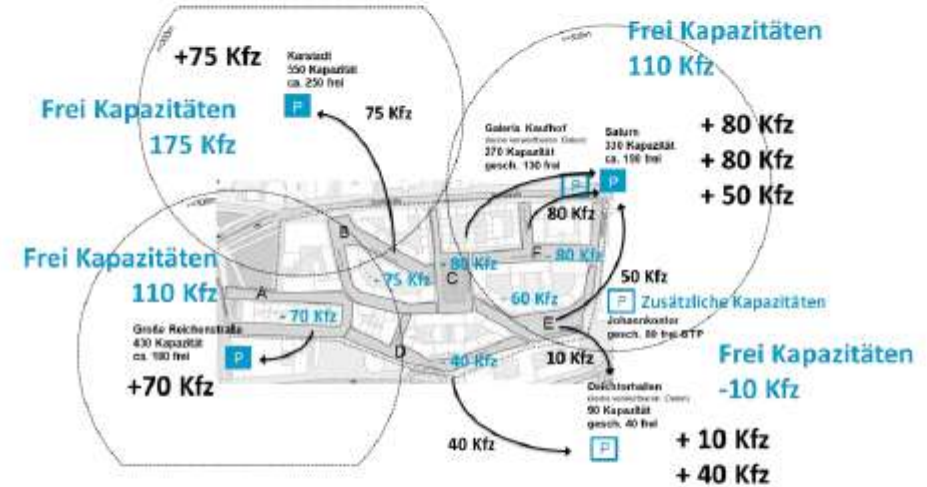 +75 Kfz
Karstadt
550 Kapazität
ca. 250 frei
P
75 Kfz
Frei Kapazitäten
175 Kfz
Frei Kapazitäten
110 Kfz
Galeria Kaufhof
270 Kapazität
gesch. 130 frei
P
Saturn
330 Kapazität
ca. 190 frei
P
+ 80 Kfz
+ 80 Kfz
+ 50 Kfz
80 Kfz
B
- 75 Kfz
- 80 Kfz
C
F
- 80 Kfz
- 60 Kfz
E
50 Kfz
P Zusätzliche Kapazitäten
Johanniskontor
Frei Kapazitäten
110 Kfz
A
- 70 Kfz
Große Reichenstraße
430 Kapazität
ca. 180 frei
P
+70 Kfz
D
- 40 Kfz
10 Kfz
40 Kfz
Frei Kapazitäten
-10 Kfz
Deichtorhallen
90 Kapazität
gesch. 40 frei
P
+ 10 Kfz
+ 40 Kfz